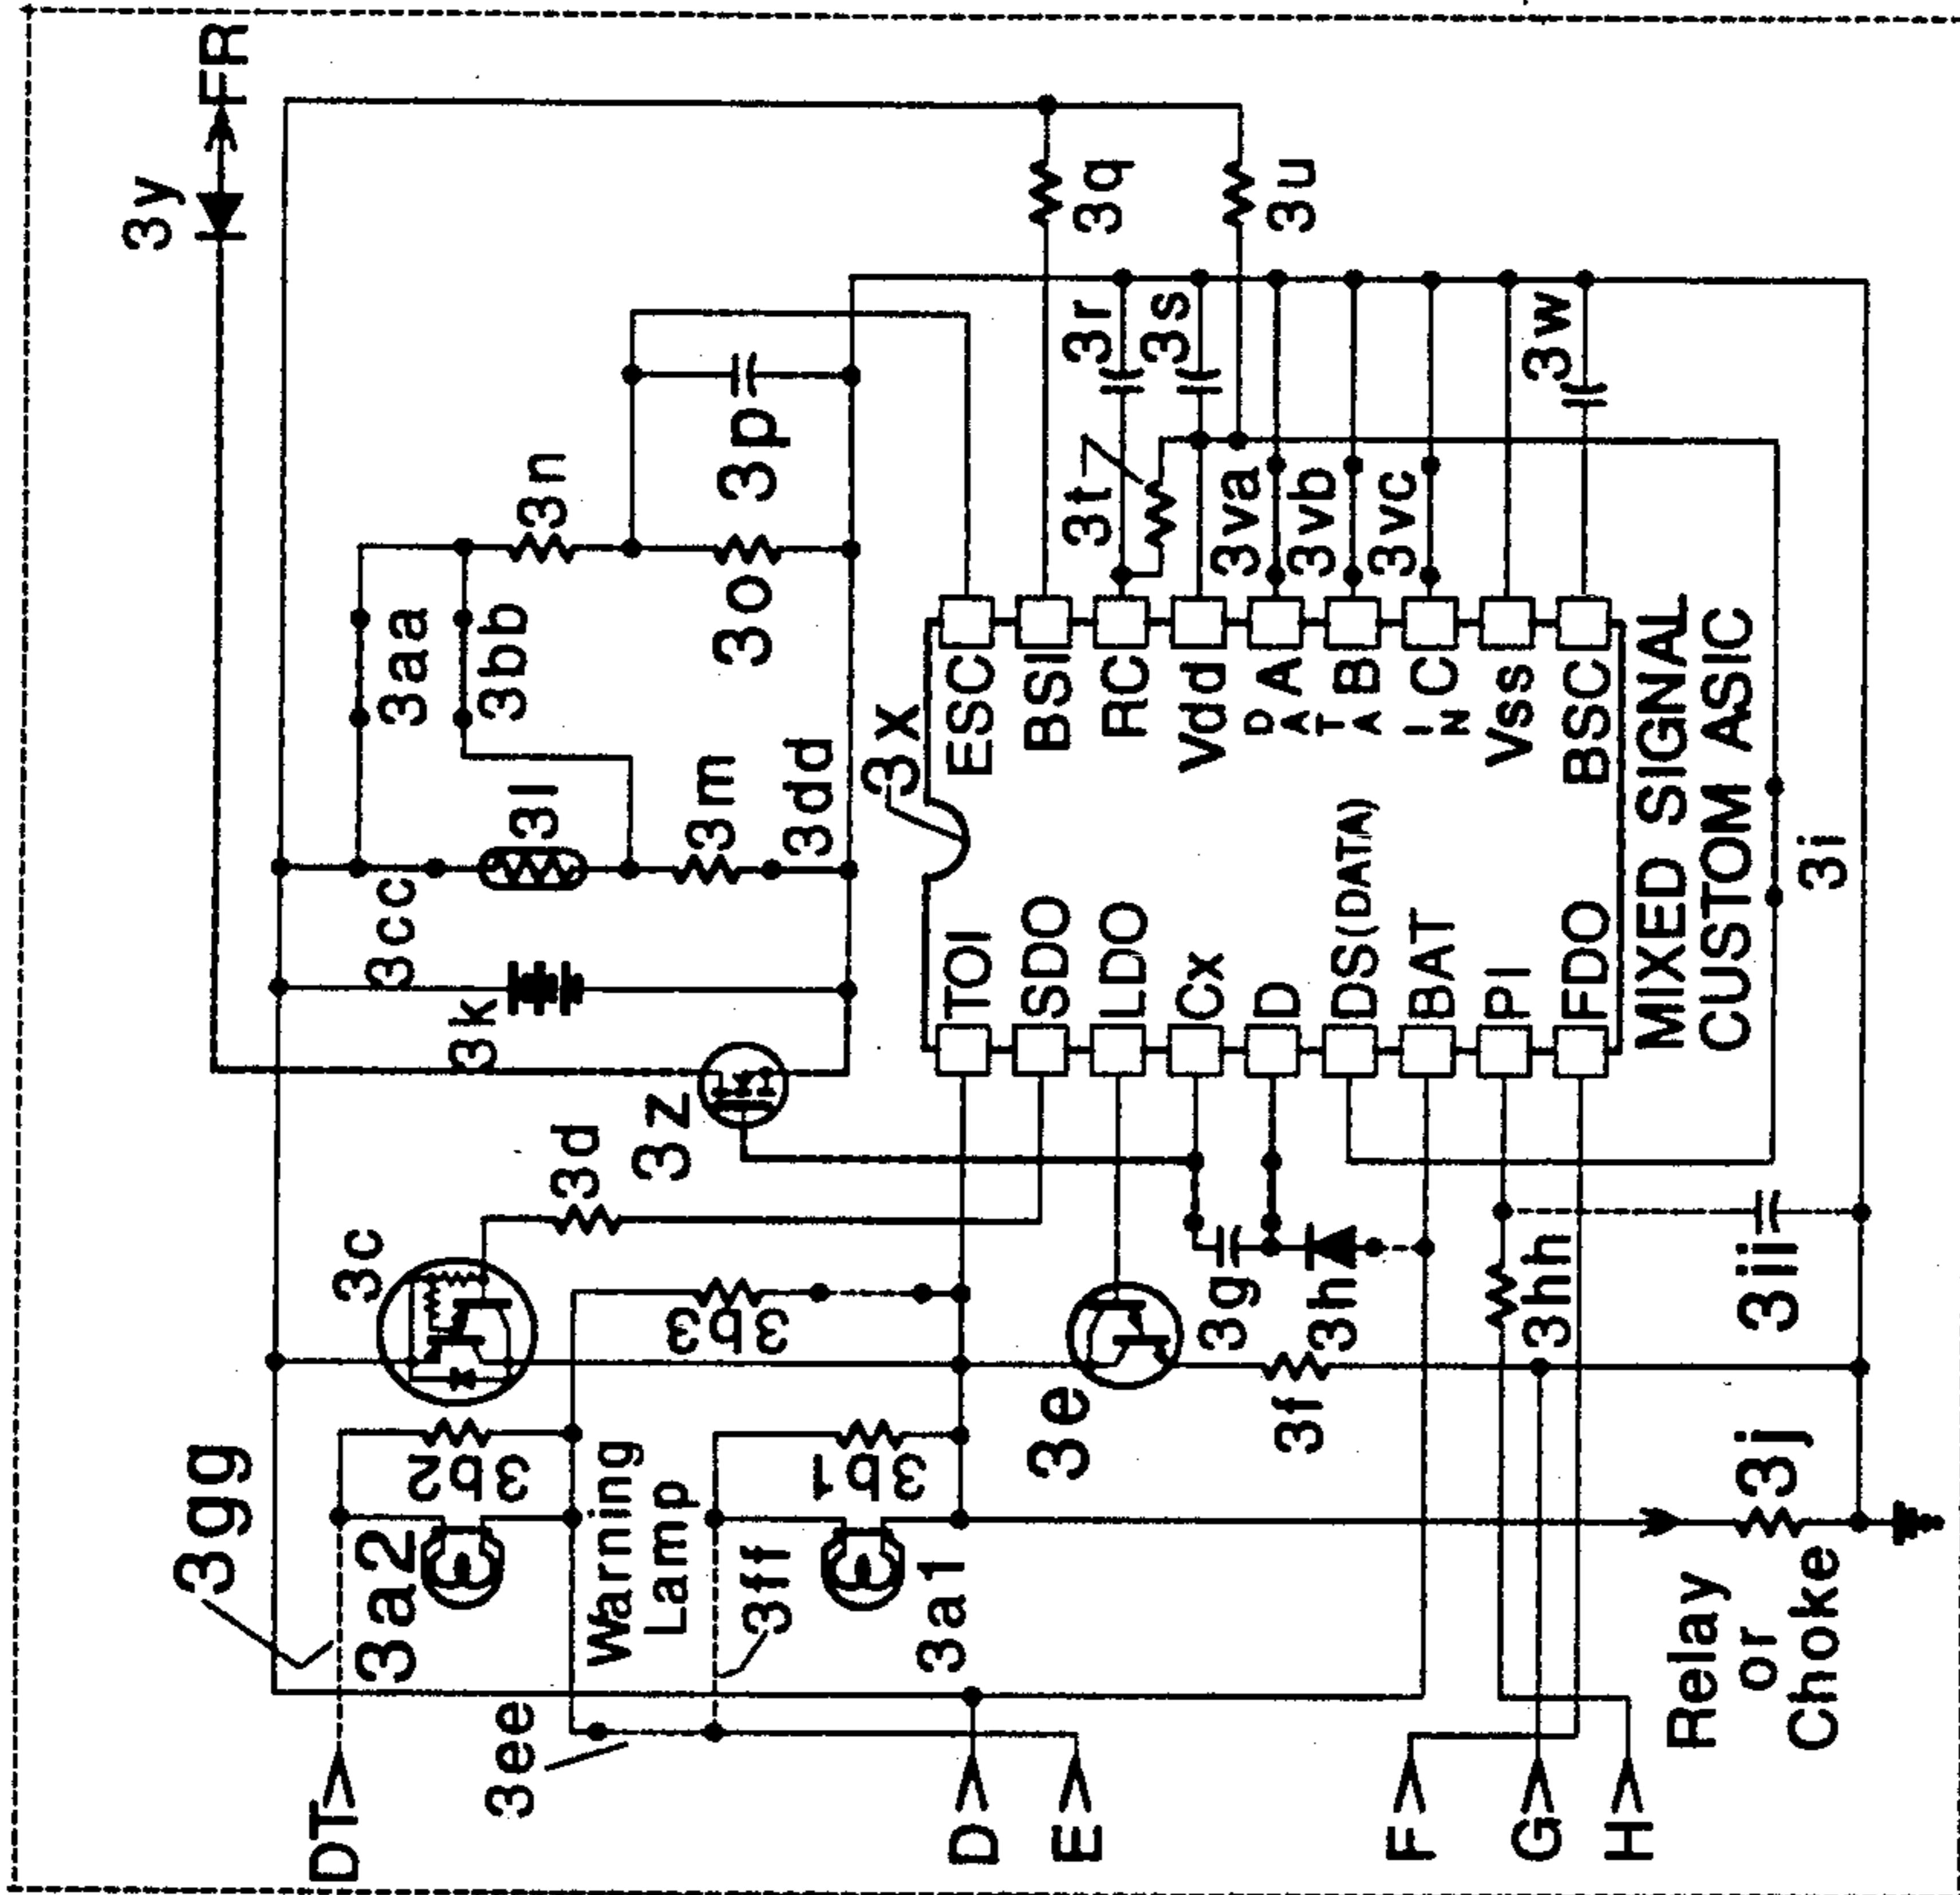 3y
FR
3gg
3c
3d
3k
3cc
3l
3aa
3bb
3n
DT
3a2
3b2
3b3
3z
3m
3dd
3o
3p
3q
3u
3ee
Warning
Lamp
3ff
3b1
3a1
3e
3f
3g
3h
3hh
3ii
3x
TOI
SDO
LDO
Cx
D
DS(DATA)
BAT
PI
FDO
ESC
BSI
RC
Vdd
DATA IN
A
B
C
Vss
BSC
3r
3s
3t
3va
3vb
3vc
3w
MIXED SIGNAL
CUSTOM ASIC
3i
D
E
F
G
H
Relay
or
Choke
3j